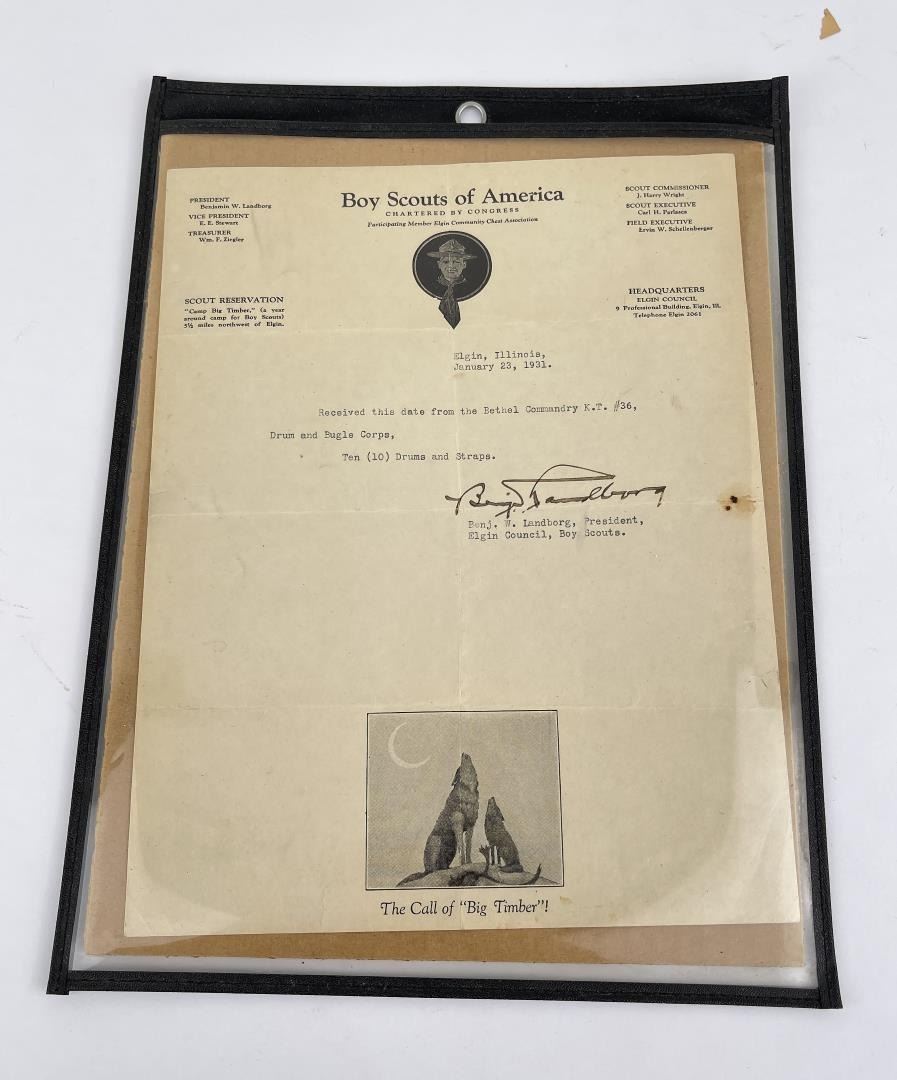 Boy Scouts of America
CHARTERED BY CONGRESS
Participating Member Elgin Community Chest Association
PRESIDENT
Benjamin W. Landborg
VICE PRESIDENT
E. E. Stewart
TREASURER
Wm. F. Ziegler
SCOUT COMMISSIONER
J. Harry Wright
SCOUT EXECUTIVE
Carl H. Parlasca
FIELD EXECUTIVE
Ervin W. Schellenberger
SCOUT RESERVATION
"Camp Big Timber," (a year
around camp for Boy Scouts)
5½ miles northwest of Elgin.
HEADQUARTERS
ELGIN COUNCIL
9 Professional Building, Elgin, Ill.
Telephone Elgin 2061
Elgin, Illinois,
January 23, 1931.
Received this date from the Bethel Commandry K.T. #36,
Drum and Bugle Corps,
Ten (10) Drums and Straps.
Benj. W. Landborg
Benj. W. Landborg, President,
Elgin Council, Boy Scouts.
The Call of "Big Timber"!